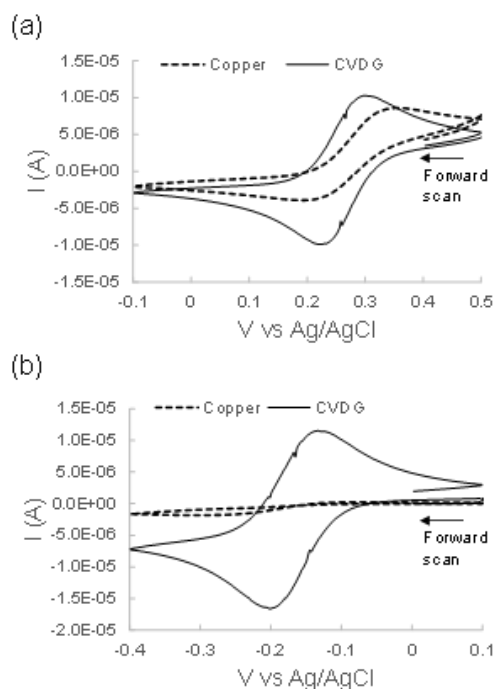 (a)
Copper CVDG
1.5E-05
1.0E-05
5.0E-06
0.0E+00
-5.0E-06
-1.0E-05
-1.5E-05
I (A)
Forward
scan
-0.1 0 0.1 0.2 0.3 0.4 0.5
V vs Ag/AgCl
(b)
Copper CVDG
1.5E-05
1.0E-05
5.0E-06
0.0E+00
-5.0E-06
-1.0E-05
-1.5E-05
-2.0E-05
I (A)
Forward
scan
-0.4 -0.3 -0.2 -0.1 0 0.1
V vs Ag/AgCl